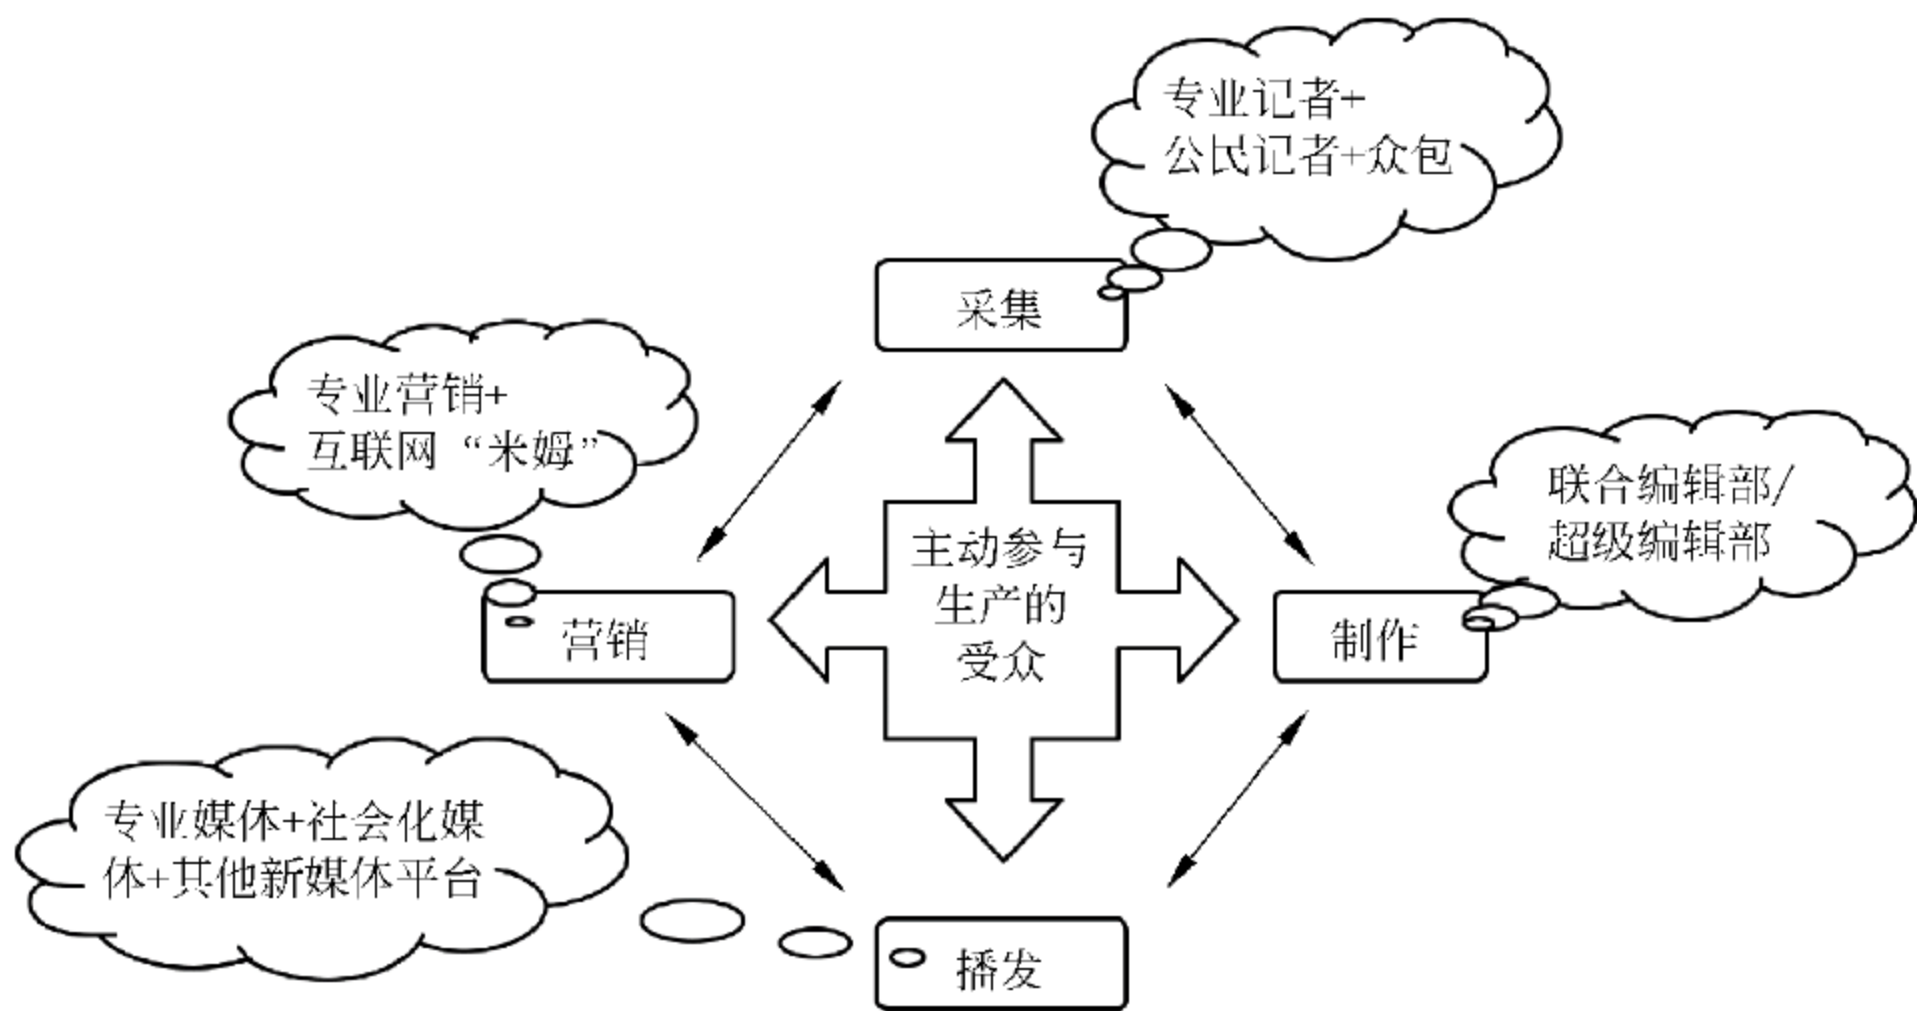 专业记者+
公民记者+众包
采集
专业营销+
互联网“米姆”
联合编辑部/
超级编辑部
主动参与
生产的
受众
营销
制作
专业媒体+社会化媒
体+其他新媒体平台
播发